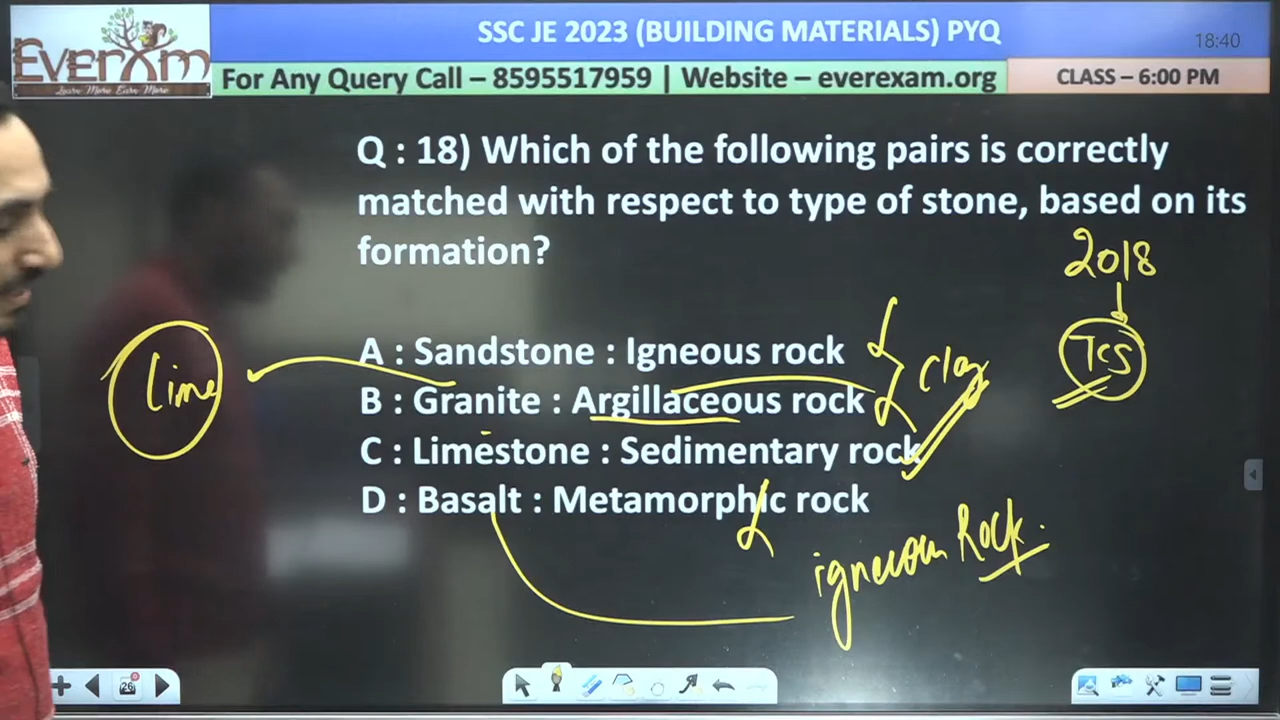 EverExam
Learn More Earn More
SSC JE 2023 (BUILDING MATERIALS) PYQ
18:40
For Any Query Call – 8595517959 | Website – everexam.org
CLASS – 6:00 PM
Q : 18) Which of the following pairs is correctly
matched with respect to type of stone, based on its
formation?
2018
TCS
A : Sandstone : Igneous rock
lime
clay
B : Granite : Argillaceous rock
C : Limestone : Sedimentary rock
D : Basalt : Metamorphic rock
igneous Rock.
26